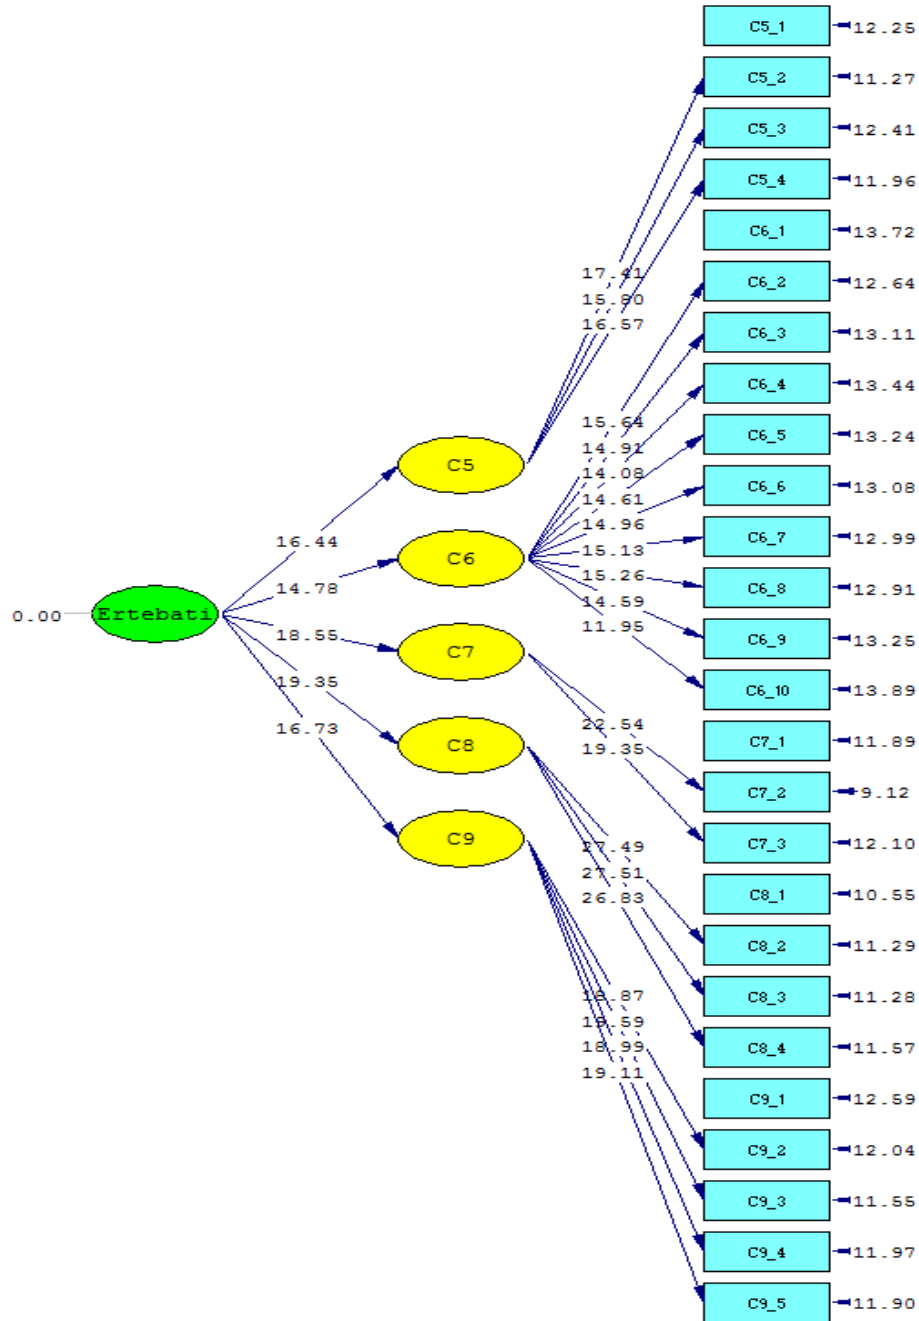 C5_1 12.25
C5_2 11.27
C5_3 12.41
C5_4 11.96
C6_1 13.72
17.41 C6_2 12.64
15.80
16.57 C6_3 13.11
C6_4 13.44
15.64 C6_5 13.24
14.91
C5
14.08 C6_6 13.08
14.61
14.96
16.44 C6_7 12.99
15.13
C6
14.78 15.26 C6_8 12.91
14.59
0.00 Ertebati
11.95 C6_9 13.25
18.55
C7
19.35 C6_10 13.89
16.73 22.54
C7_1 11.89
C8 19.35
C7_2 9.12
C9 27.49 C7_3 12.10
27.51
26.83 C8_1 10.55
C8_2 11.29
18.87 C8_3 11.28
19.59
18.99 C8_4 11.57
19.11
C9_1 12.59
C9_2 12.04
C9_3 11.55
C9_4 11.97
C9_5 11.90